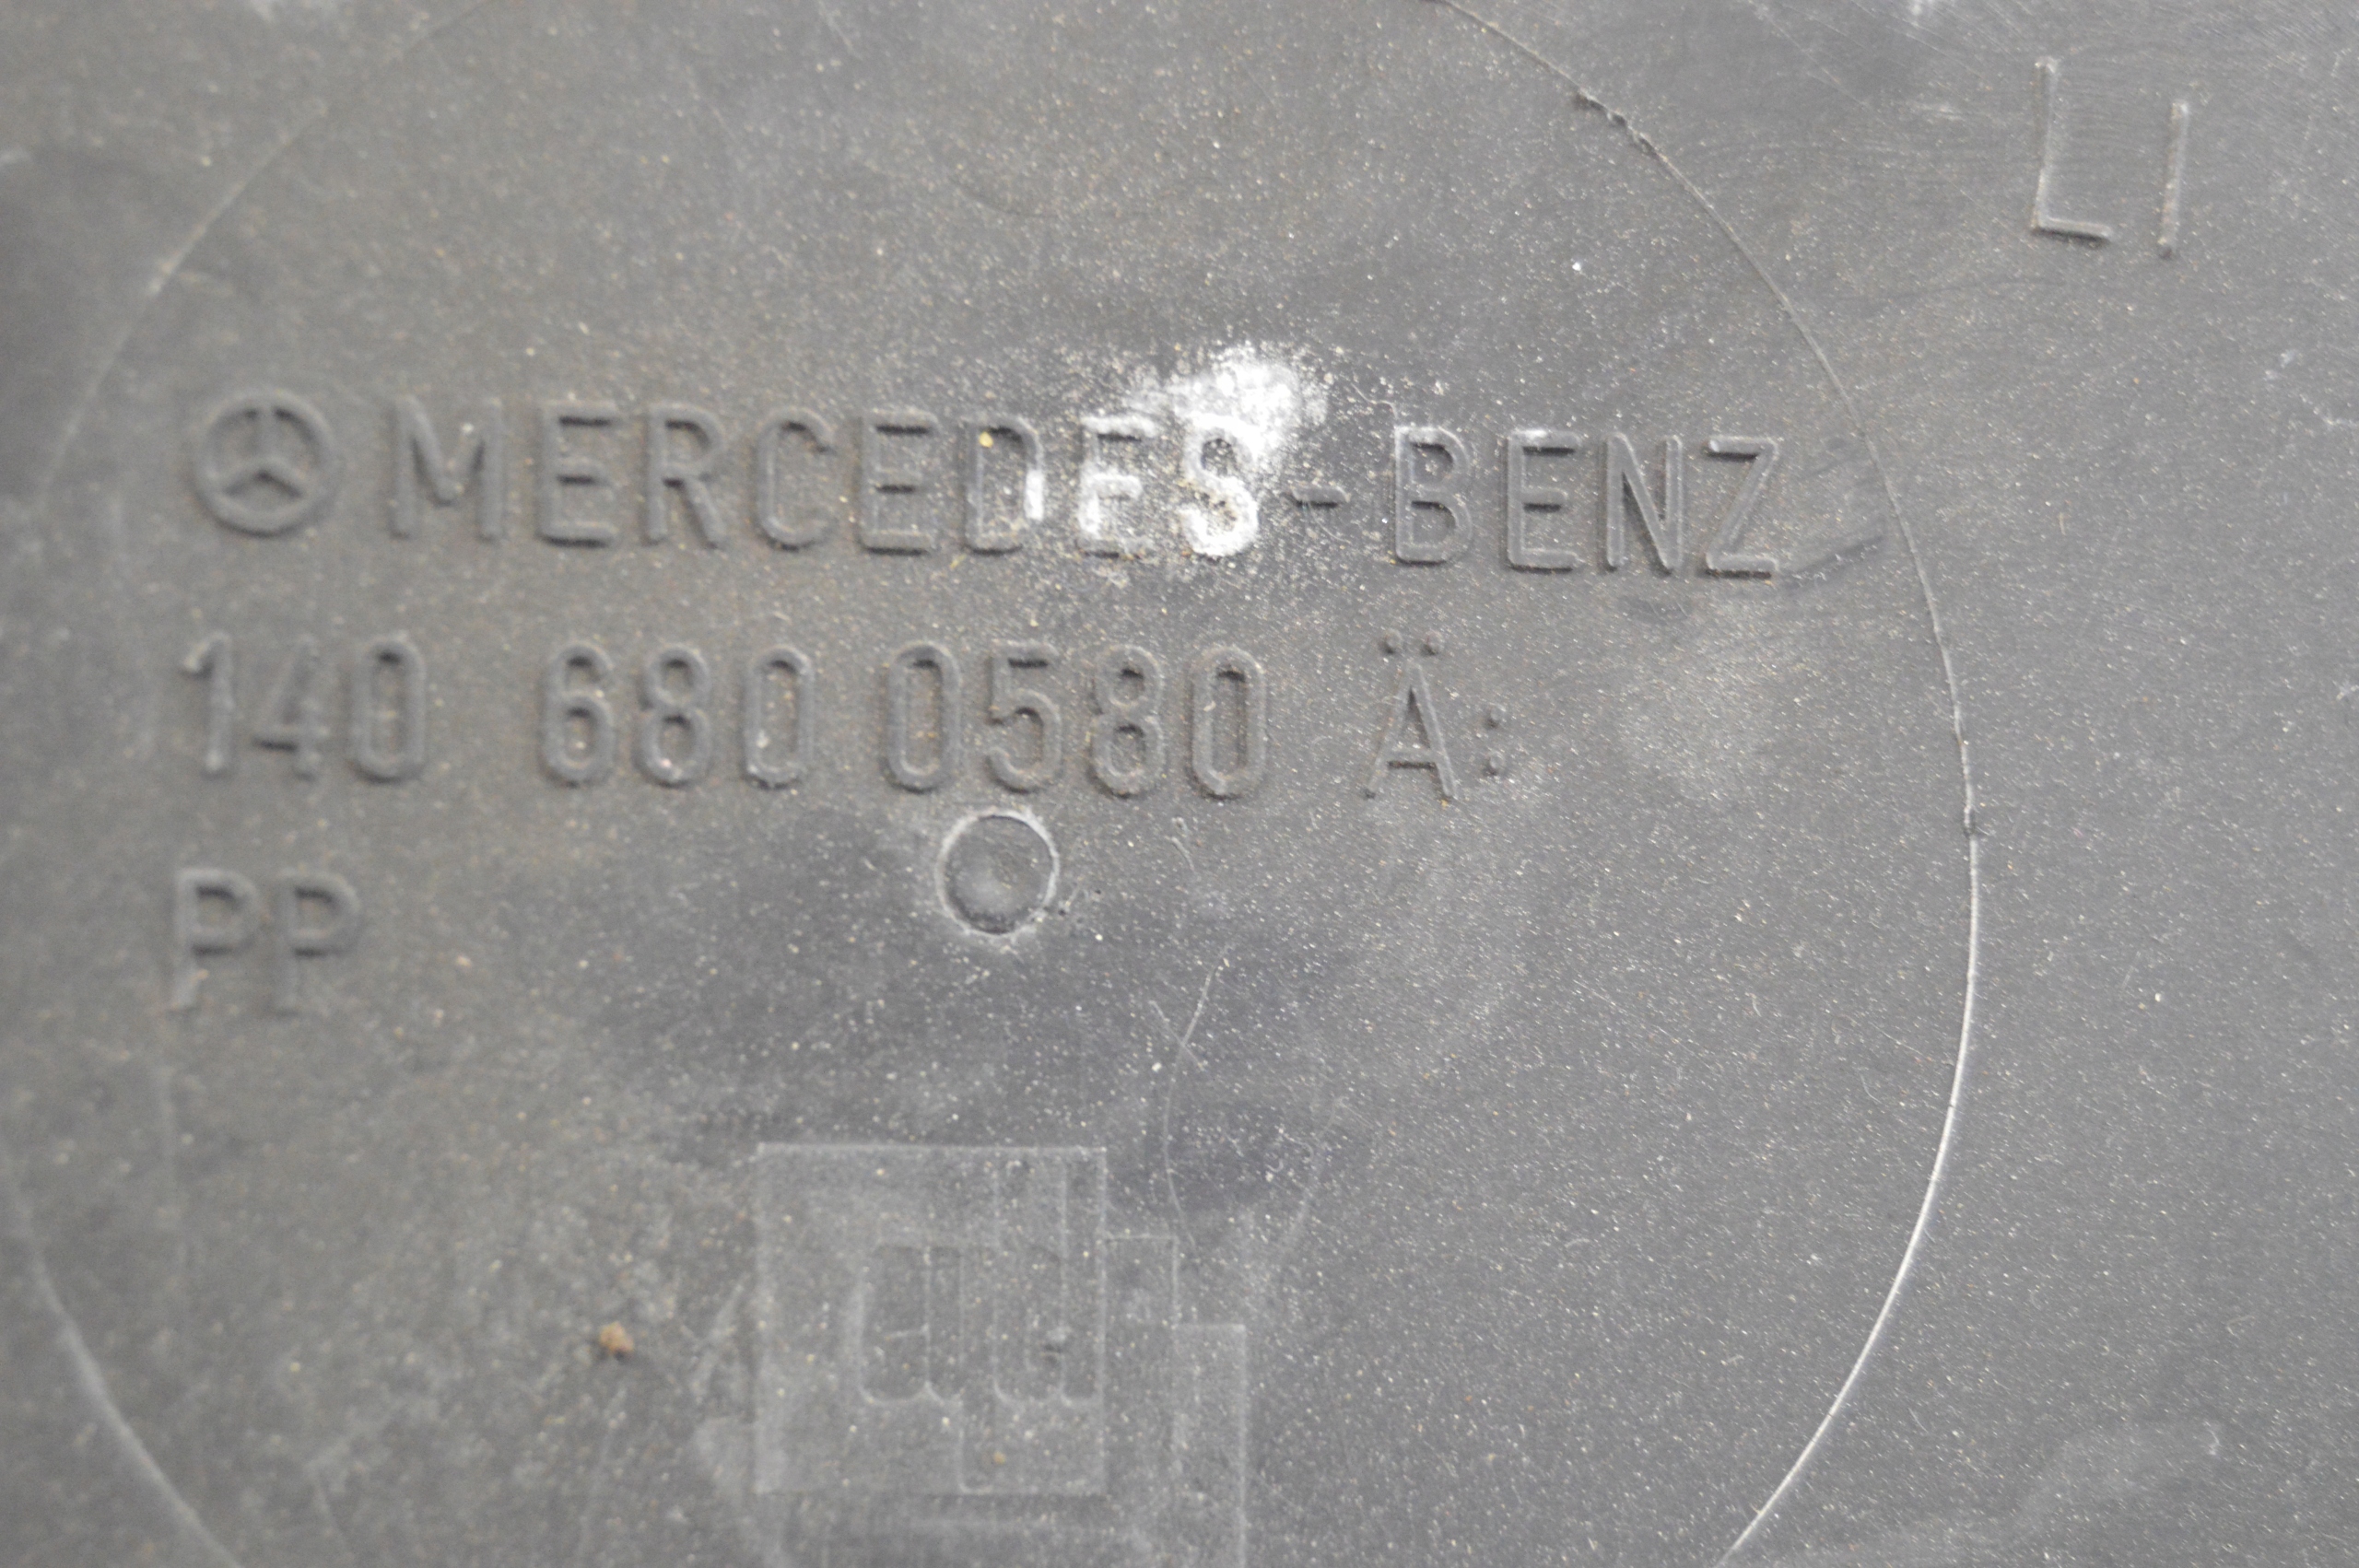 LI
MERCEDES-BENZ
140 680 0580 Ä:
PP